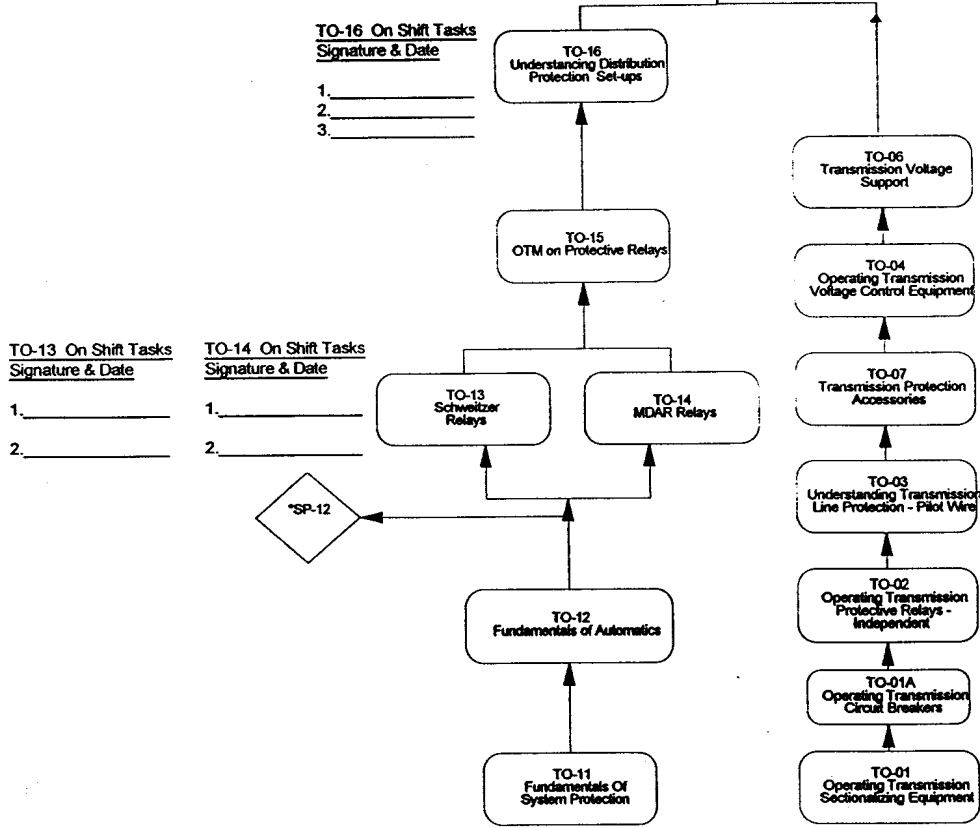 TO-16 On Shift Tasks
Signature & Date
1.
2.
3.
TO-16
Understancing Distribution
Protection Set-ups
TO-06
Transmission Voltage
Support
TO-15
OTM on Protective Relays
TO-04
Operating Transmission
Voltage Control Equipment
TO-13 On Shift Tasks
Signature & Date
1.
2.
TO-14 On Shift Tasks
Signature & Date
1.
2.
TO-13
Schweitzer
Relays
TO-14
MDAR Relays
TO-07
Transmission Protection
Accessories
*SP-12
TO-03
Understanding Transmission
Line Protection - Pilot Wire
TO-12
Fundamentals of Automatics
TO-02
Operating Transmission
Protective Relays -
Independent
TO-01A
Operating Transmission
Circuit Breakers
TO-11
Fundamentals Of
System Protection
TO-01
Operating Transmission
Sectionalizing Equipment